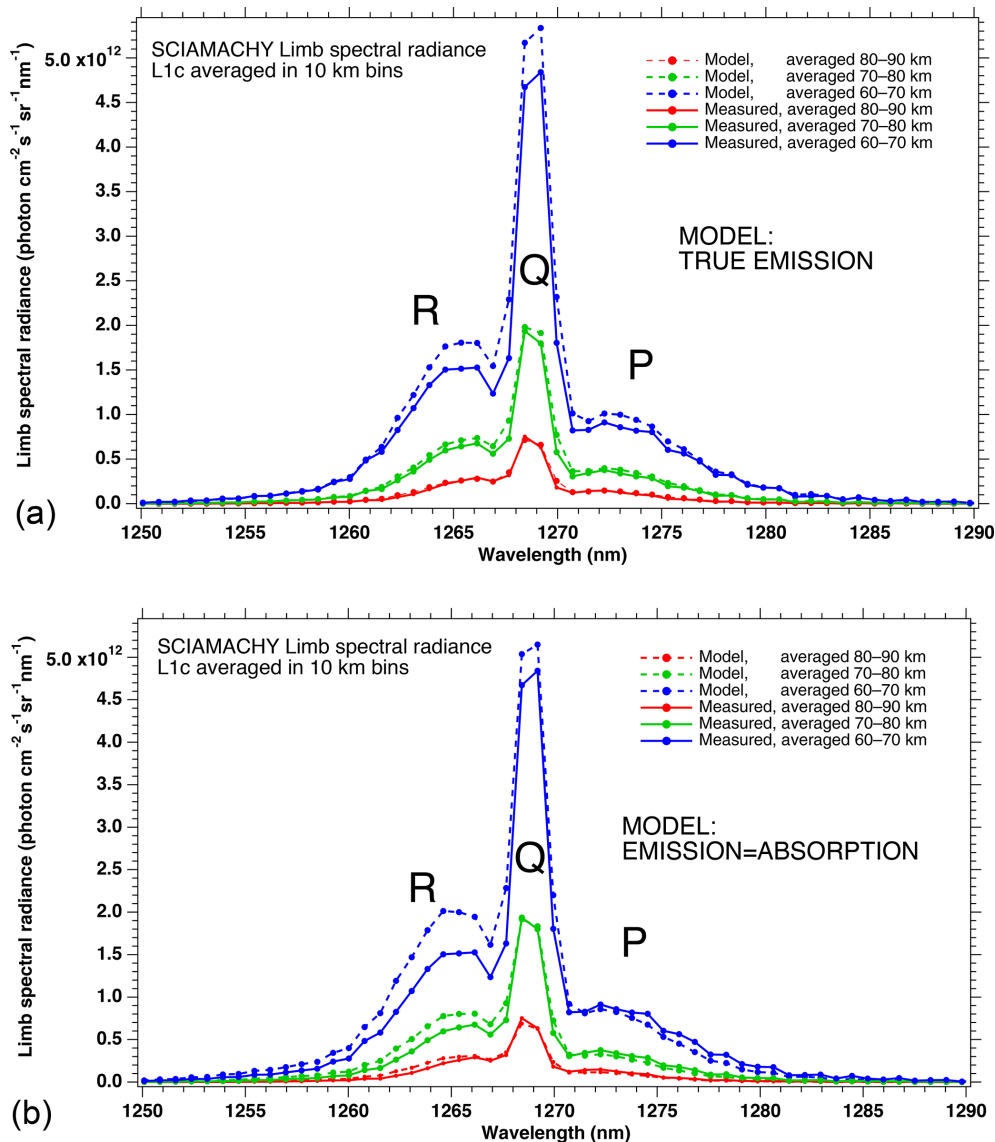 SCIAMACHY Limb spectral radiance
L1c averaged in 10 km bins
Model, averaged 80–90 km
Model, averaged 70–80 km
Model, averaged 60–70 km
Measured, averaged 80–90 km
Measured, averaged 70–80 km
Measured, averaged 60–70 km
MODEL:
TRUE EMISSION
R
Q
P
Limb spectral radiance (photon cm⁻² s⁻¹ sr⁻¹ nm⁻¹)
5.0 x10¹²
4.5
4.0
3.5
3.0
2.5
2.0
1.5
1.0
0.5
0.0
1250
1255
1260
1265
1270
1275
1280
1285
1290
Wavelength (nm)
(a)
SCIAMACHY Limb spectral radiance
L1c averaged in 10 km bins
Model, averaged 80–90 km
Model, averaged 70–80 km
Model, averaged 60–70 km
Measured, averaged 80–90 km
Measured, averaged 70–80 km
Measured, averaged 60–70 km
MODEL:
EMISSION=ABSORPTION
R
Q
P
Limb spectral radiance (photon cm⁻² s⁻¹ sr⁻¹ nm⁻¹)
5.0 x10¹²
4.5
4.0
3.5
3.0
2.5
2.0
1.5
1.0
0.5
0.0
1250
1255
1260
1265
1270
1275
1280
1285
1290
Wavelength (nm)
(b)